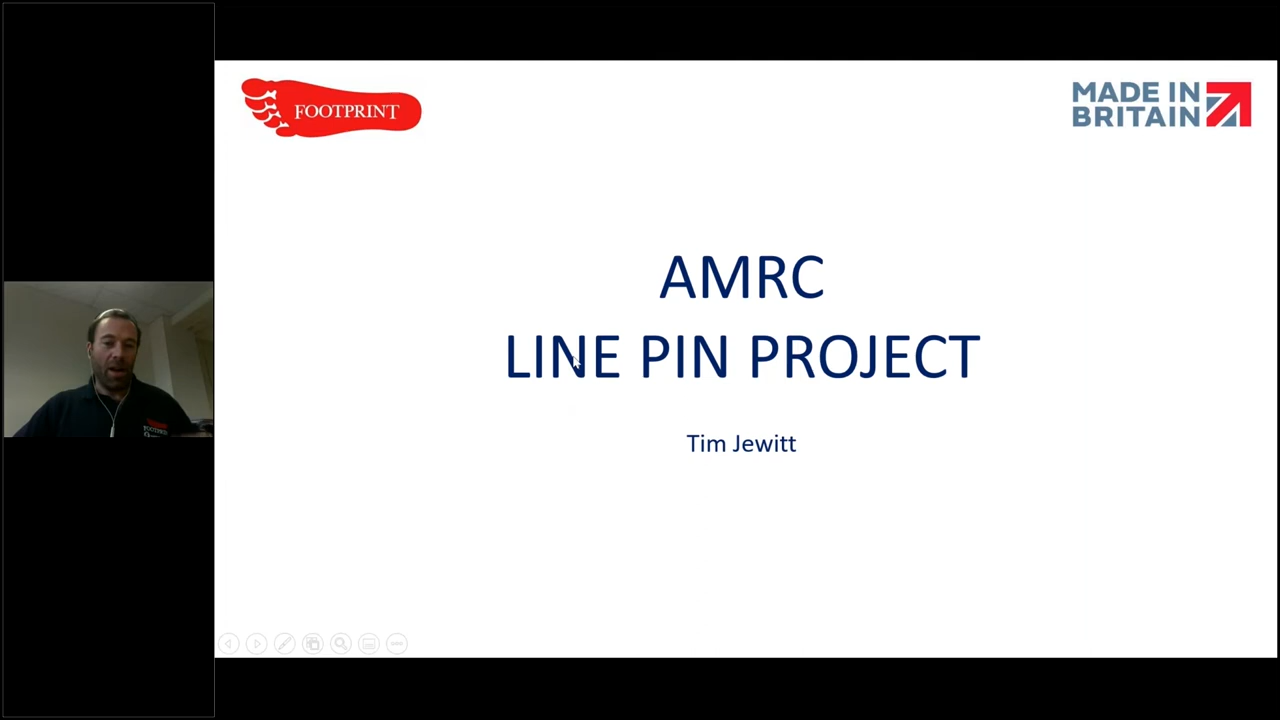 FOOTPRINT
MADE IN
BRITAIN
AMRC
LINE PIN PROJECT
Tim Jewitt